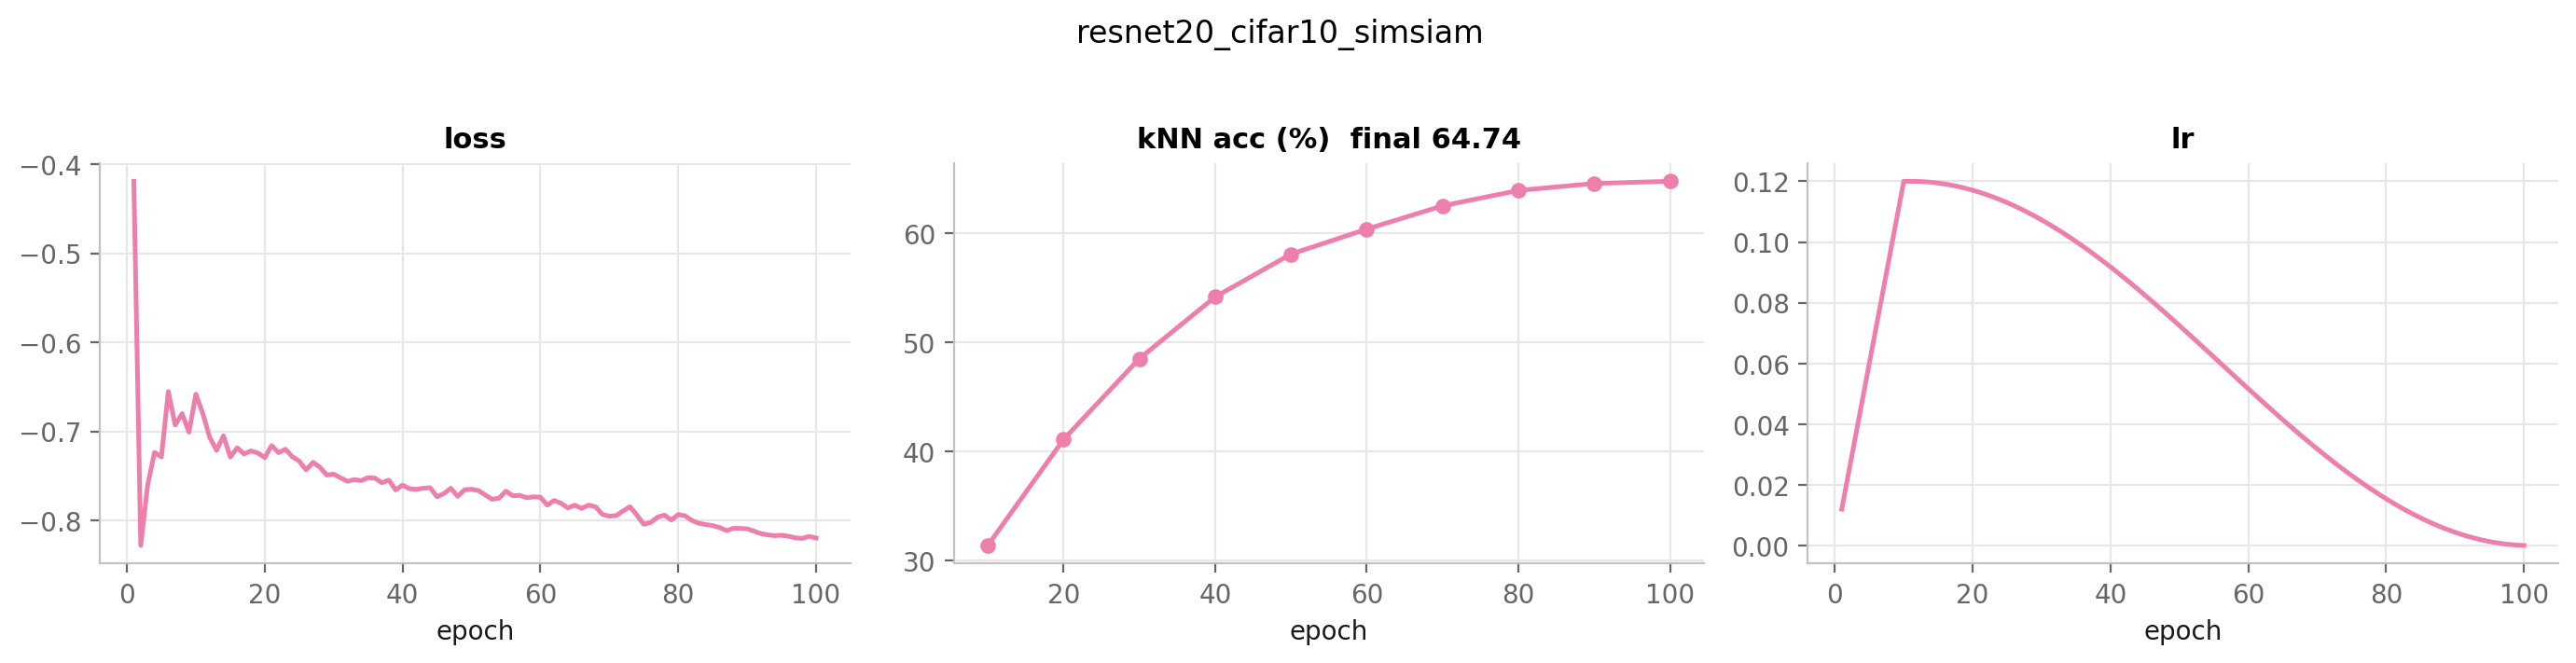 resnet20_cifar10_simsiam
loss
−0.4
−0.5
−0.6
−0.7
−0.8
0 20 40 60 80 100
epoch
kNN acc (%)  final 64.74
60
50
40
30
20 40 60 80 100
epoch
lr
0.12
0.10
0.08
0.06
0.04
0.02
0.00
0 20 40 60 80 100
epoch